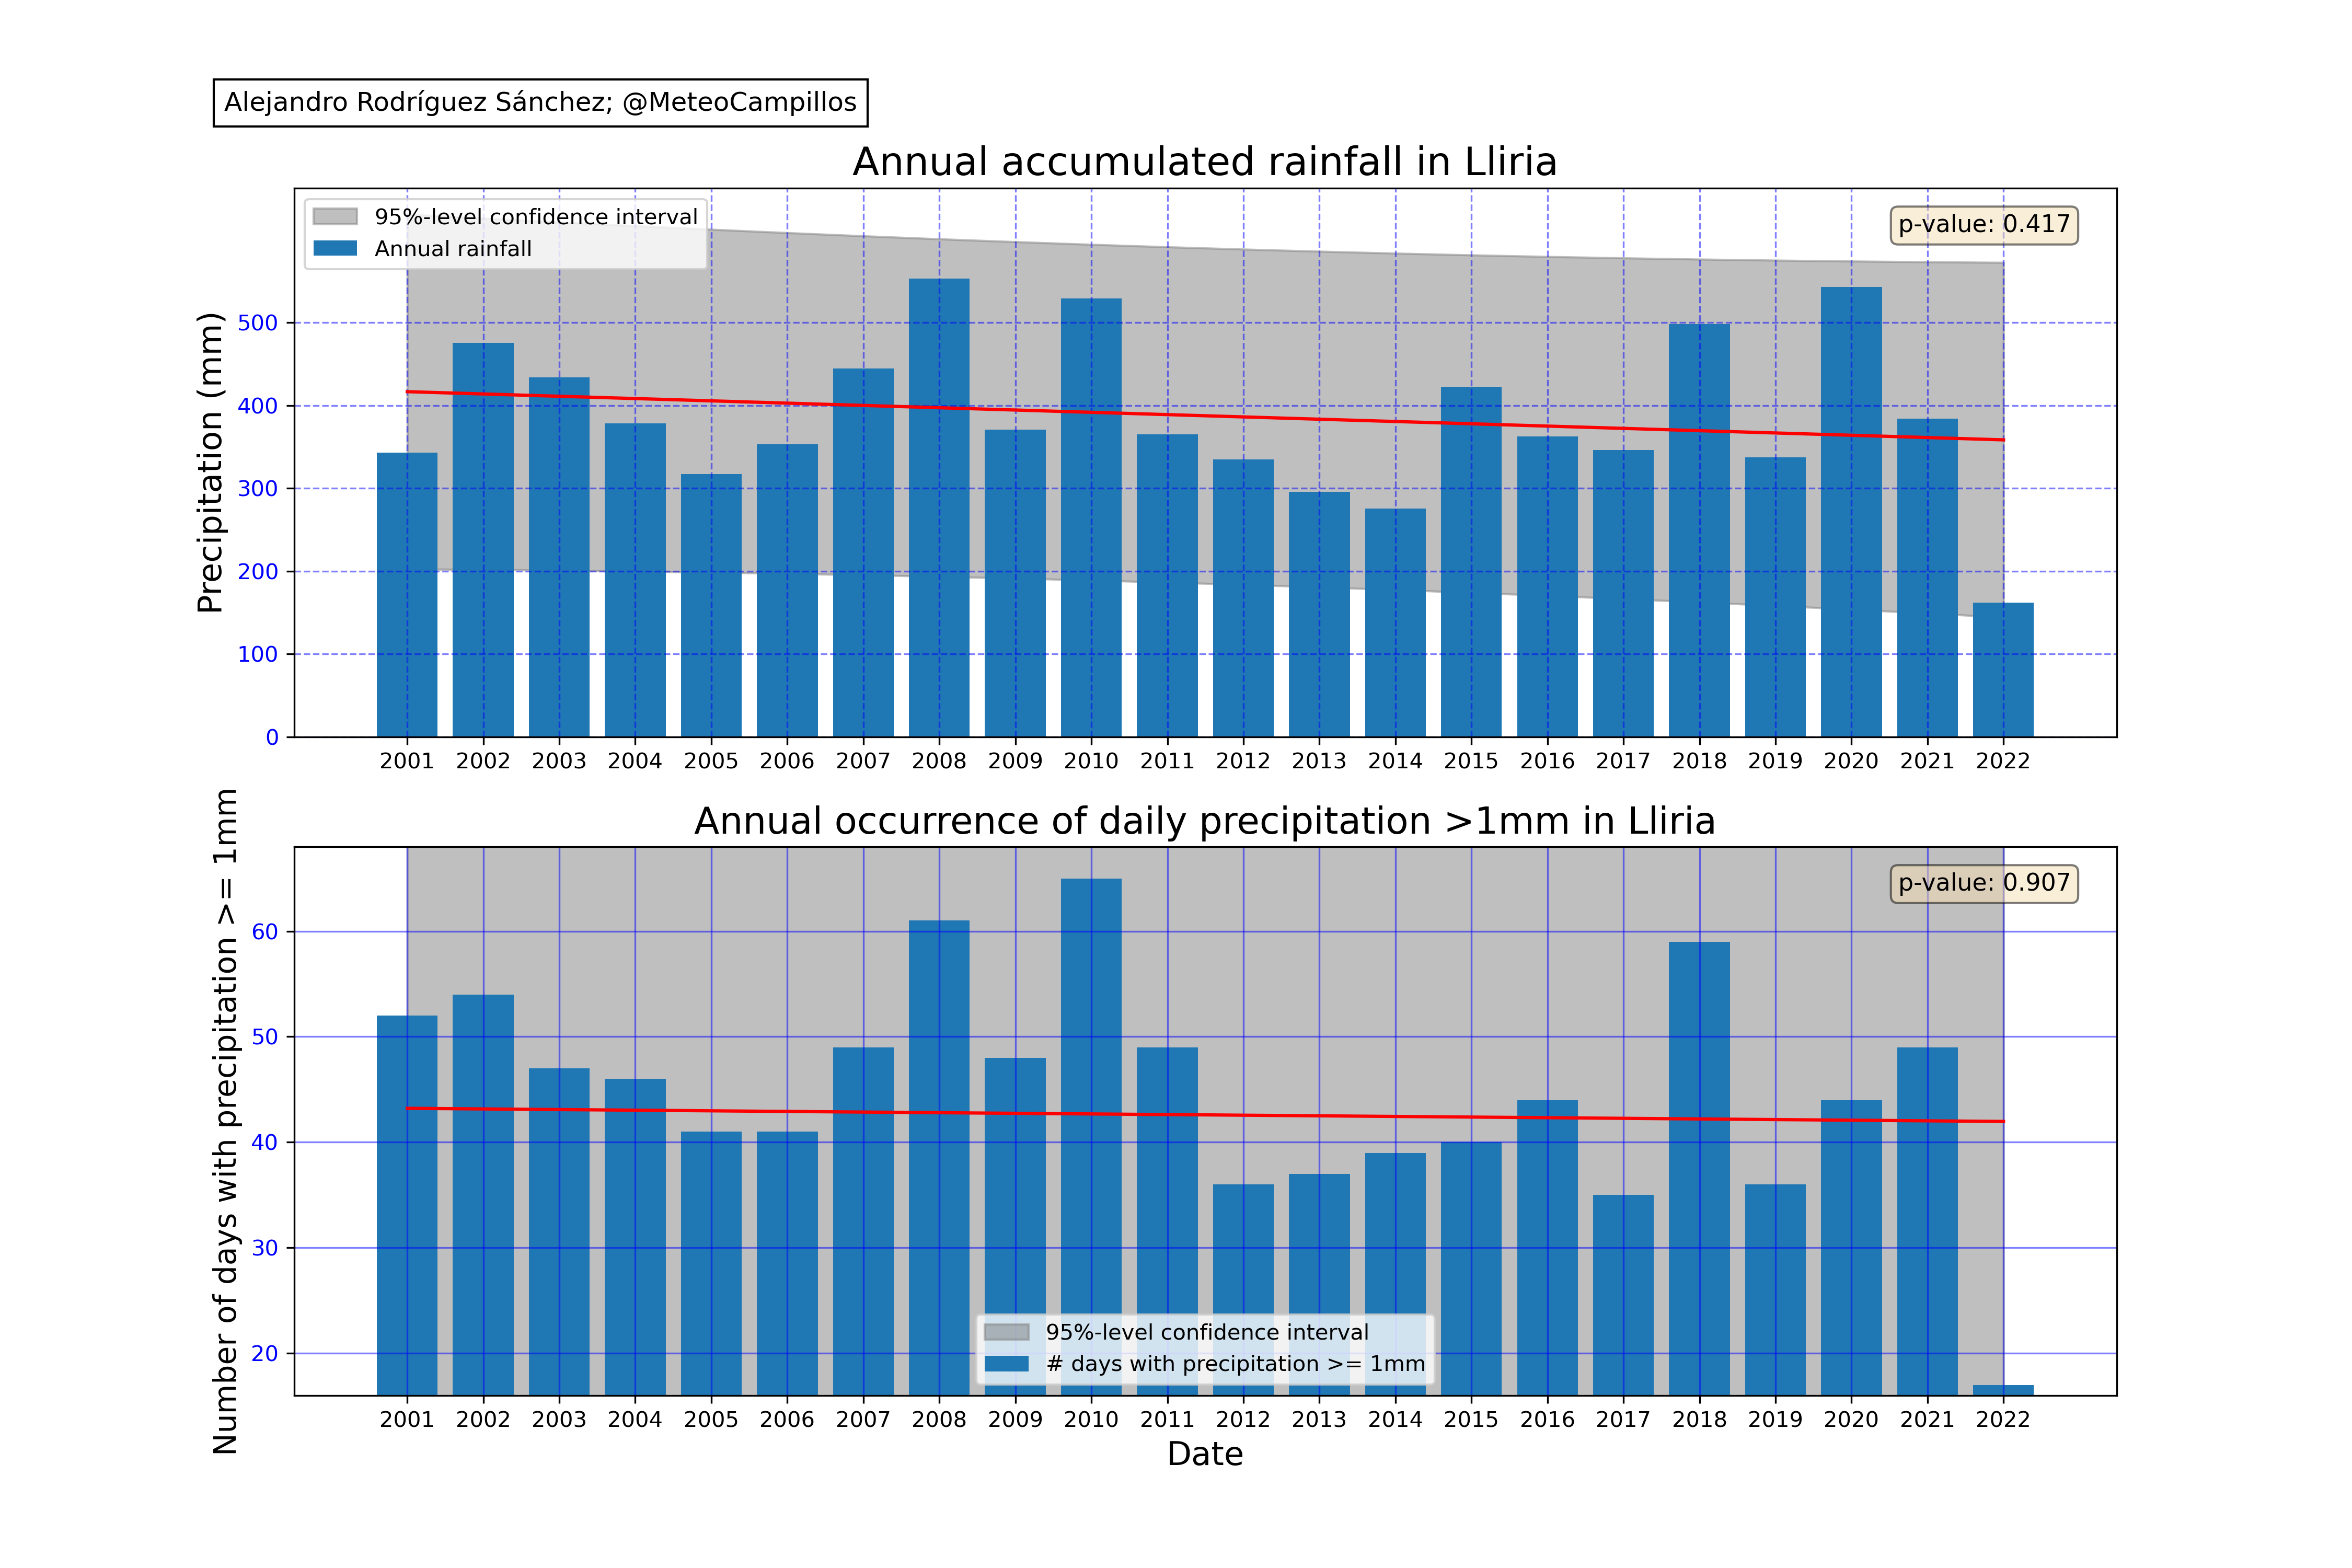 Alejandro Rodríguez Sánchez; @MeteoCampillos
Annual accumulated rainfall in Lliria
95%-level confidence interval
Annual rainfall
p-value: 0.417
Precipitation (mm)
500
400
300
200
100
0
2001 2002 2003 2004 2005 2006 2007 2008 2009 2010 2011 2012 2013 2014 2015 2016 2017 2018 2019 2020 2021 2022
Annual occurrence of daily precipitation >1mm in Lliria
p-value: 0.907
Number of days with precipitation >= 1mm
60
50
40
30
20
95%-level confidence interval
# days with precipitation >= 1mm
2001 2002 2003 2004 2005 2006 2007 2008 2009 2010 2011 2012 2013 2014 2015 2016 2017 2018 2019 2020 2021 2022
Date